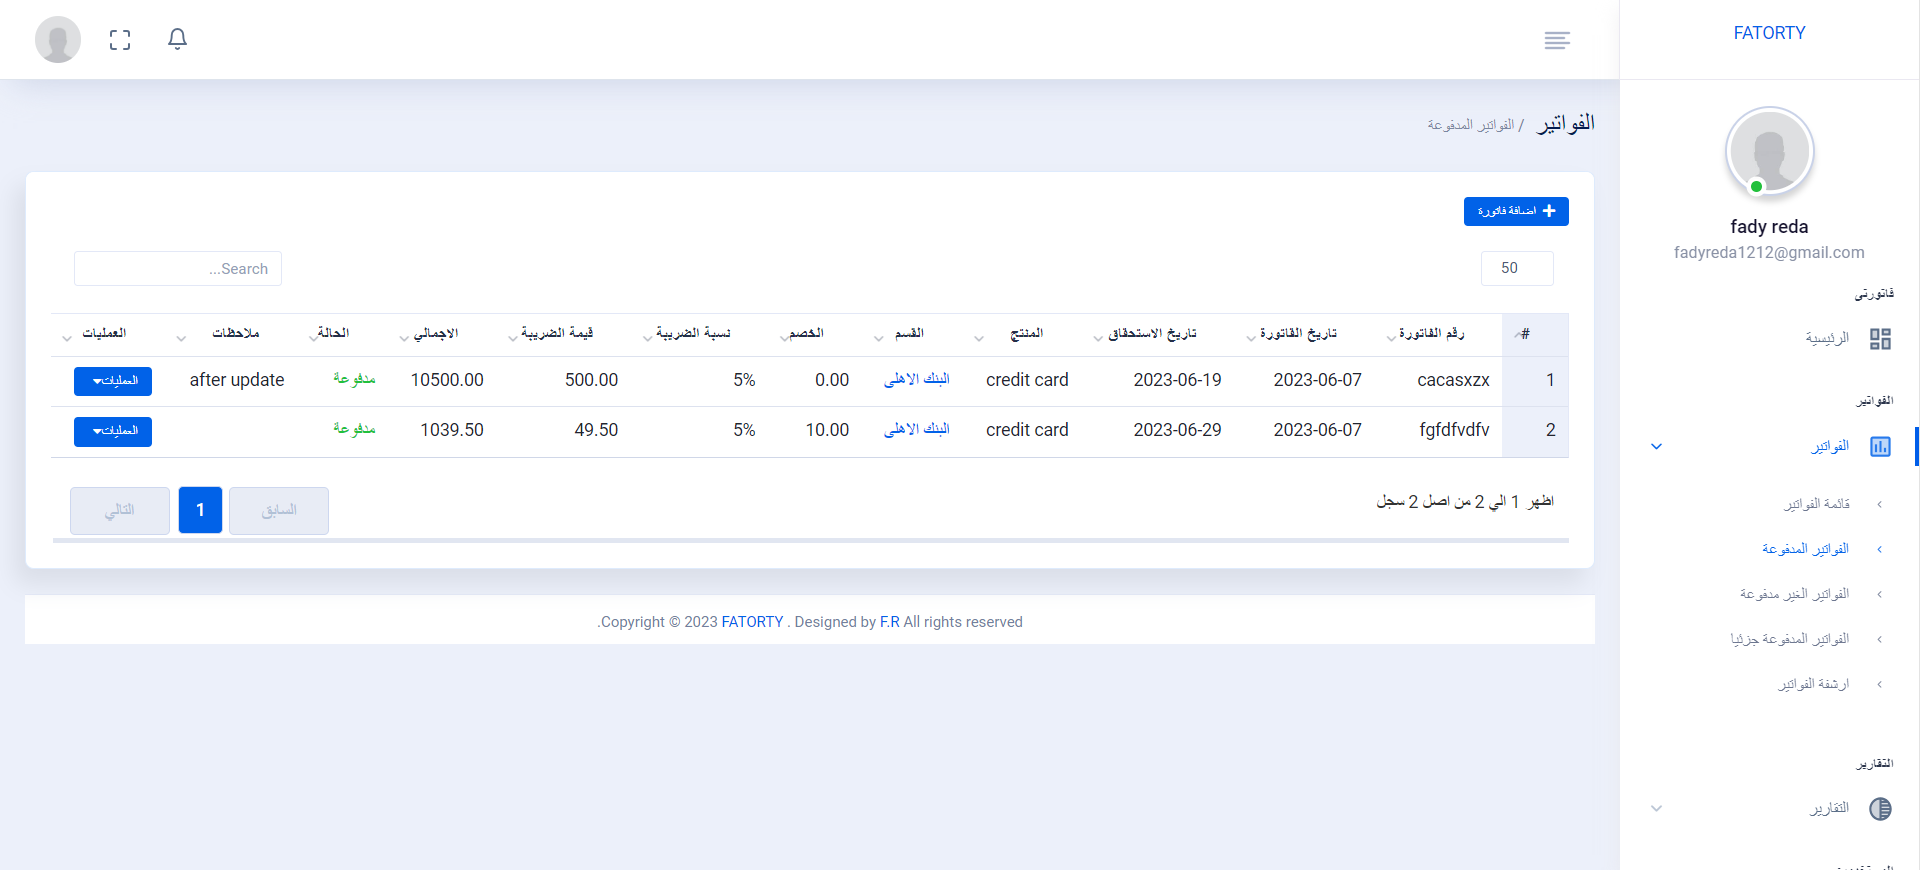 FATORTY
fady reda
fadyreda1212@gmail.com
فاتورتى
الرئيسية
الفواتير
الفواتير
قائمة الفواتير
الفواتير المدفوعة
الفواتير الغير مدفوعة
الفواتير المدفوعة جزئيا
ارشفة الفواتير
التقارير
التقارير
الفواتير / الفواتير المدفوعة
اضافة فاتورة
50
Search...
# رقم الفاتورة تاريخ الفاتورة تاريخ الاستحقاق المنتج القسم الخصم نسبة الضريبة قيمة الضريبة الاجمالي الحالة ملاحظات العمليات
1 cacasxzx 2023-06-07 2023-06-19 credit card البنك الاهلى 0.00 5% 500.00 10500.00 مدفوعة after update العمليات
2 fgfdfvdfv 2023-06-07 2023-06-29 credit card البنك الاهلى 10.00 5% 49.50 1039.50 مدفوعة العمليات
اظهر 1 الي 2 من اصل 2 سجل
السابق 1 التالي
.Copyright © 2023 FATORTY . Designed by F.R All rights reserved